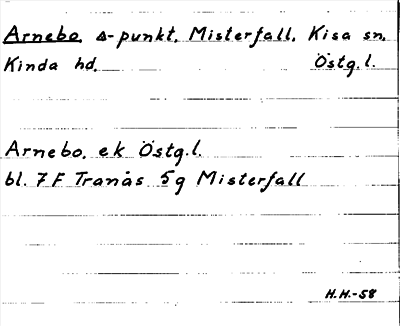 Arnebo, Δ-punkt, Misterfall, Kisa sn,
Kinda hd, Östg.l.
Arnebo, ek Östg.l.
bl. 7F Tranås 5g Misterfall
H.H.-58